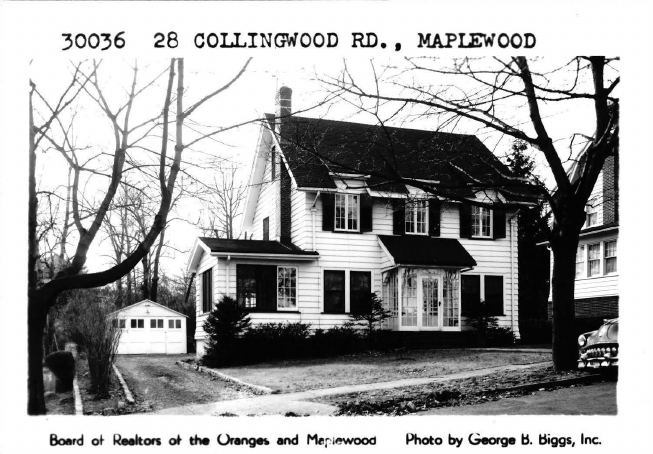 30036 28 COLLINGWOOD RD., MAPLEWOOD
Board of Realtors of the Oranges and Maplewood Photo by George B. Biggs, Inc.